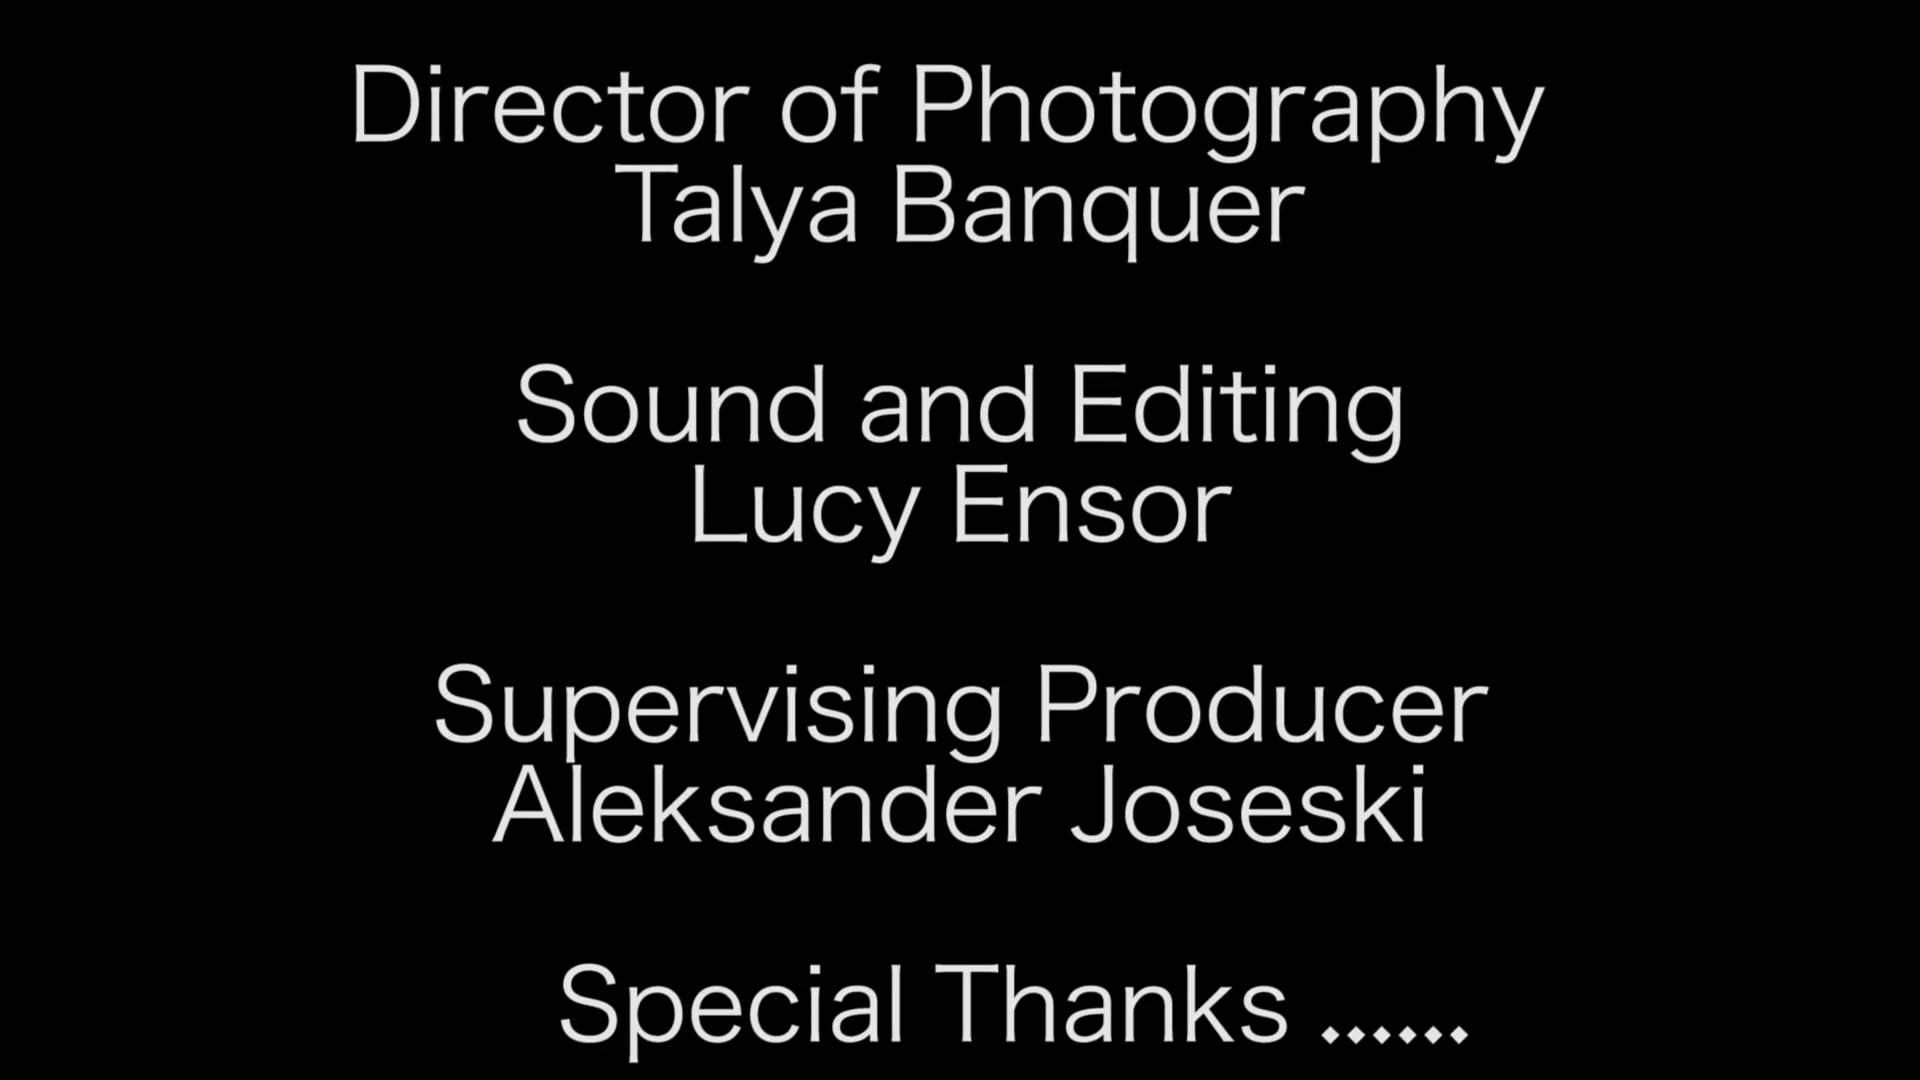 Director of Photography
Talya Banquer
Sound and Editing
Lucy Ensor
Supervising Producer
Aleksander Joseski
Special Thanks ......